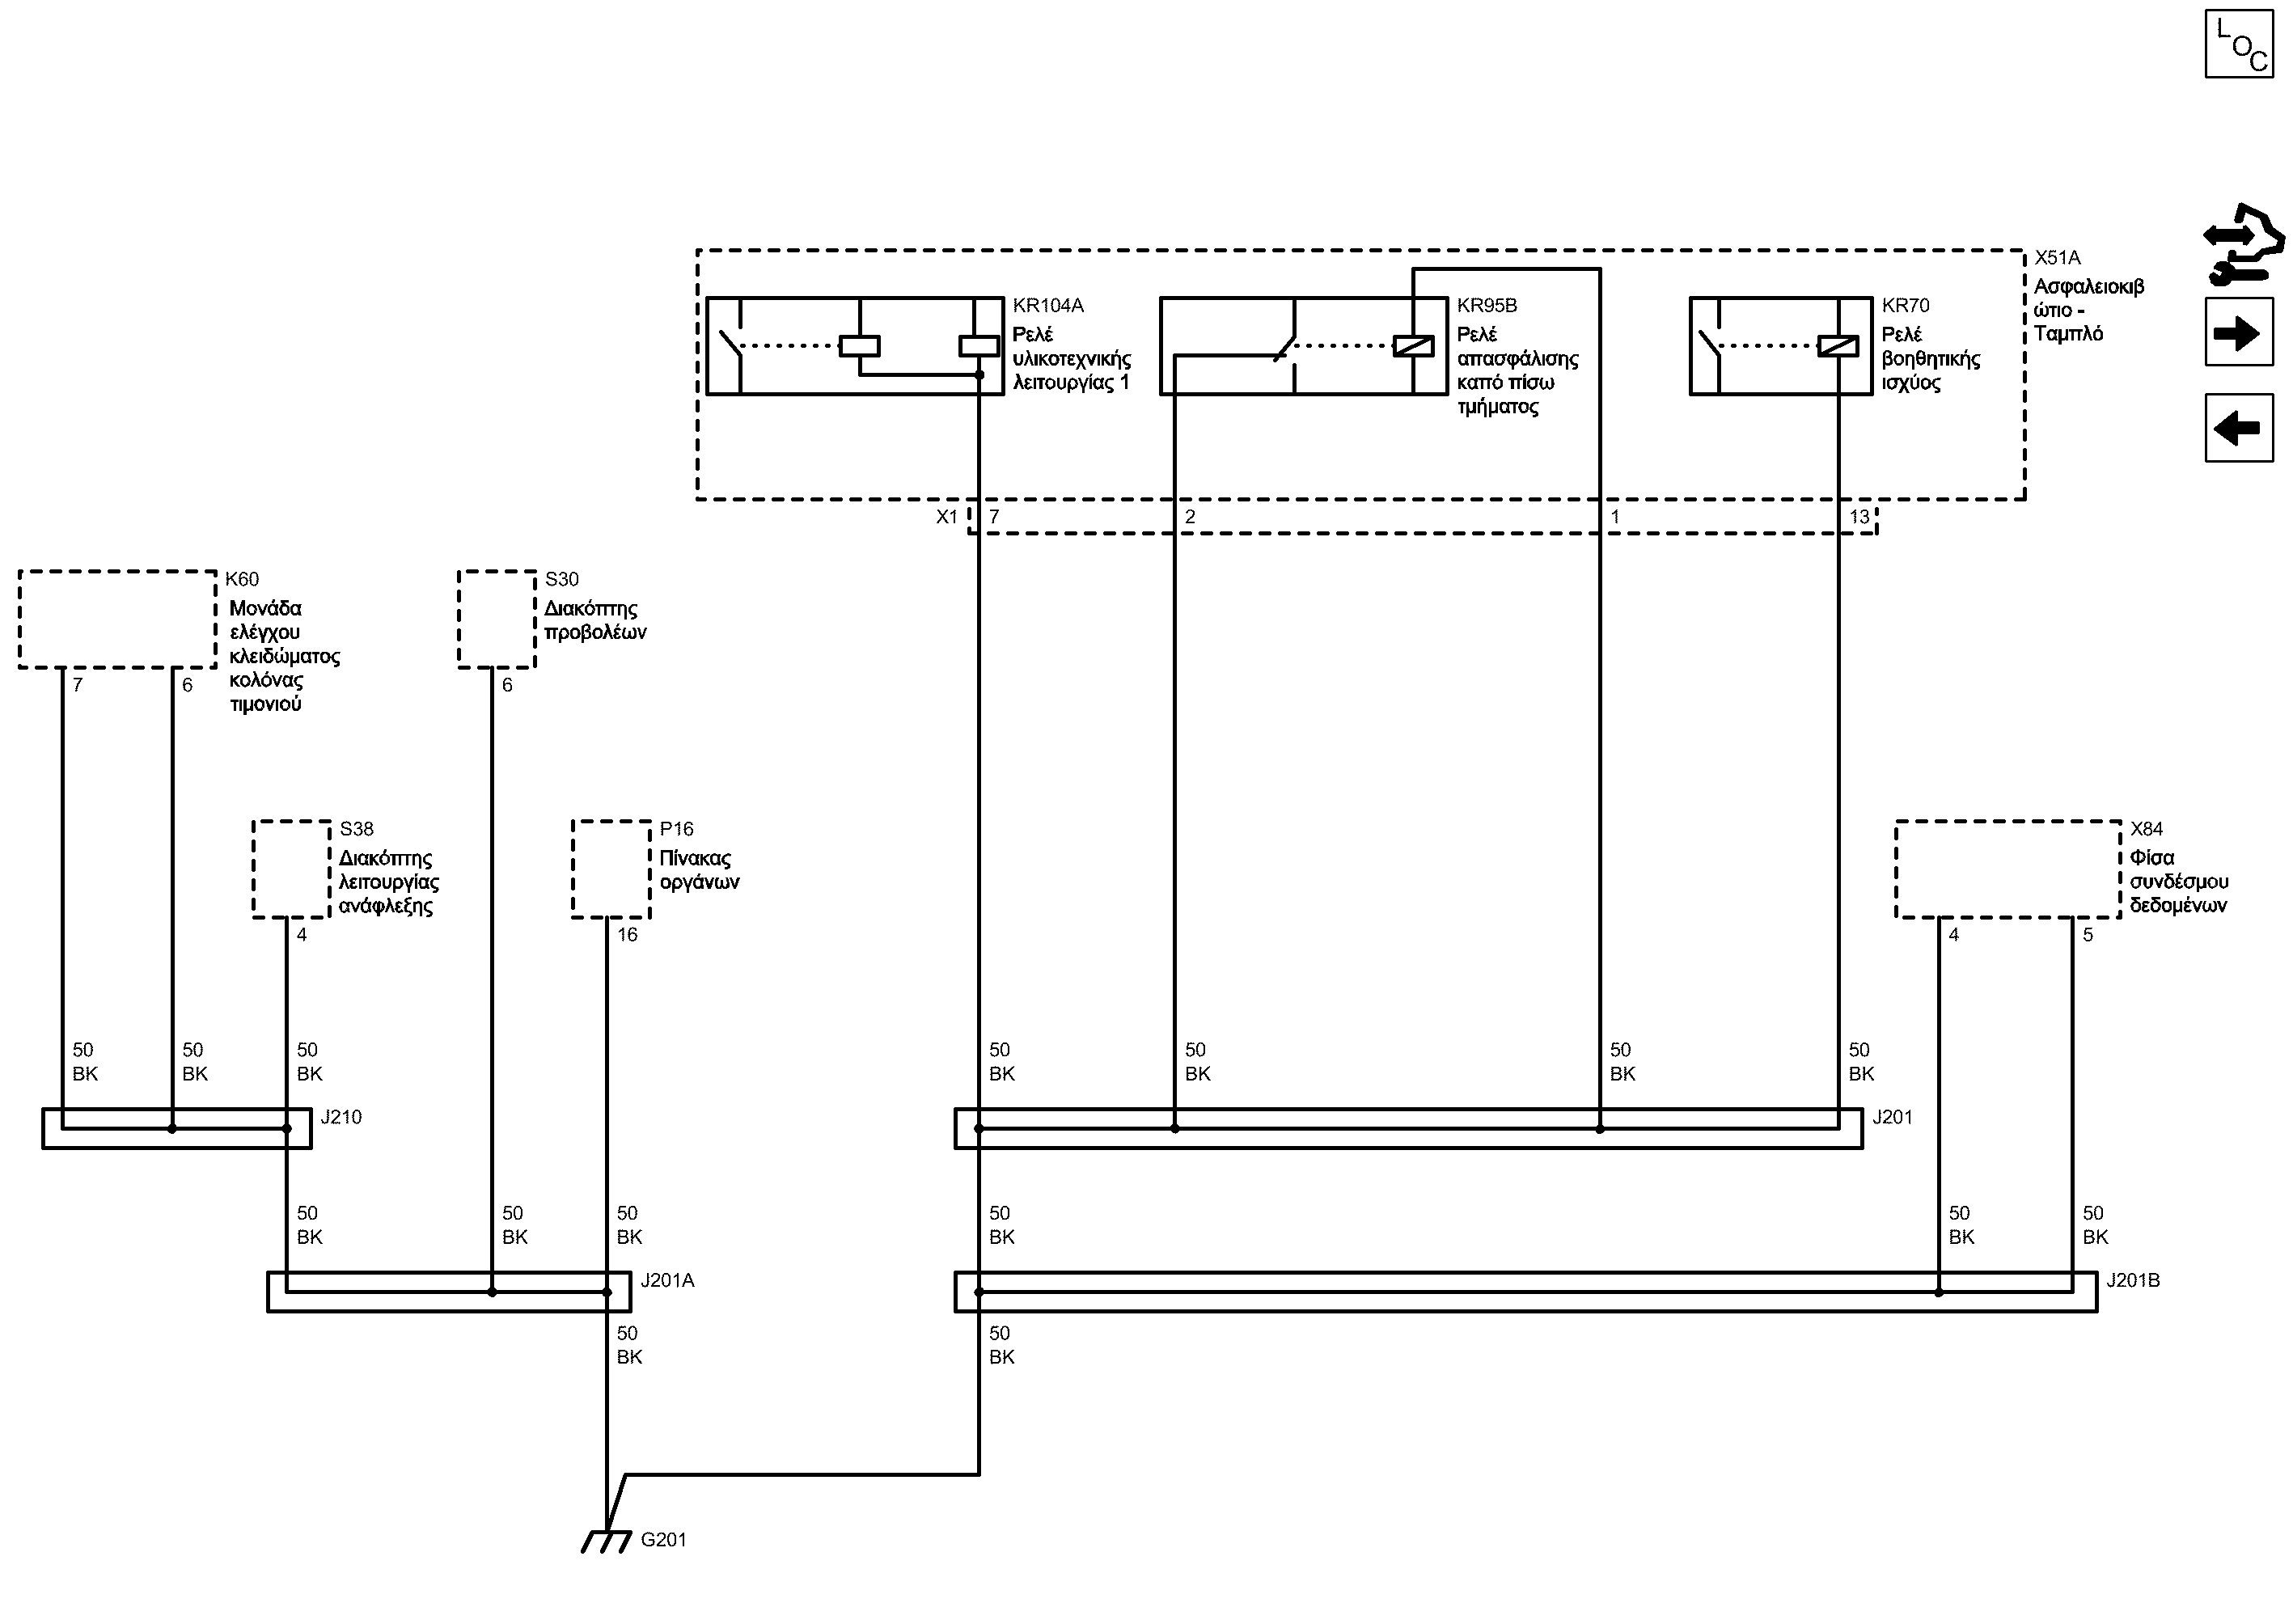 LOC
X51A
Ασφαλειοκιβ
ώτιο -
Ταμπλό
KR104A
Ρελέ
υλικοτεχνικής
λειτουργίας 1
KR95B
Ρελέ
απασφάλισης
καπό πίσω
τμήματος
KR70
Ρελέ
βοηθητικής
ισχύος
X1 7 2 1 13
K60
Μονάδα
ελέγχου
κλειδώματος
κολόνας
τιμονιού
7 6
S30
Διακόπτης
προβολέων
6
S38
Διακόπτης
λειτουργίας
ανάφλεξης
4
P16
Πίνακας
οργάνων
16
X84
Φίσα
συνδέσμου
δεδομένων
4 5
50 50 50 50 50 50 50
BK BK BK BK BK BK BK
J210 J201
50 50 50 50 50 50
BK BK BK BK BK BK
J201A J201B
50 50
BK BK
G201